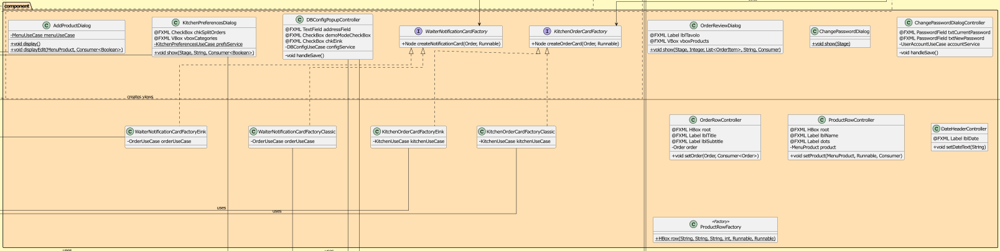 component
C AddProductDialog
-MenuUseCase menuUseCase
+void display()
+void displayEdit(MenuProduct, Consumer<Boolean>)
C KitchenPreferencesDialog
@FXML CheckBox chkSplitOrders
@FXML VBox vboxCategories
-KitchenPreferencesUseCase prefsService
+void show(Stage, String, Consumer<Boolean>)
C DBConfigPopupController
@FXML TextField addressField
@FXML CheckBox demoModeCheckBox
@FXML CheckBox chkEink
-DBConfigUseCase configService
-void handleSave()
I WaiterNotificationCardFactory
+Node createNotificationCard(Order, Runnable)
I KitchenOrderCardFactory
+Node createOrderCard(Order, Runnable)
C OrderReviewDialog
@FXML Label lblTavolo
@FXML VBox vboxProducts
+void show(Stage, Integer, List<OrderItem>, String, Consumer)
C ChangePasswordDialog
+void show(Stage)
C ChangePasswordDialogController
@FXML PasswordField txtCurrentPassword
@FXML PasswordField txtNewPassword
-UserAccountUseCase accountService
-void handleSave()
creates views
C WaiterNotificationCardFactoryEink
-OrderUseCase orderUseCase
C WaiterNotificationCardFactoryClassic
-OrderUseCase orderUseCase
C KitchenOrderCardFactoryEink
-KitchenUseCase kitchenUseCase
C KitchenOrderCardFactoryClassic
-KitchenUseCase kitchenUseCase
C OrderRowController
@FXML HBox root
@FXML Label lblTitle
@FXML Label lblSubtitle
-Order order
+void setOrder(Order, Consumer<Order>)
C ProductRowController
@FXML HBox root
@FXML Label lblName
@FXML Label dots
-MenuProduct product
+void setProduct(MenuProduct, Runnable, Consumer)
C DateHeaderController
@FXML Label lblDate
+void setDateText(String)
uses
uses
C «Factory»
ProductRowFactory
+HBox row(String, String, String, int, Runnable, Runnable)
uses
uses